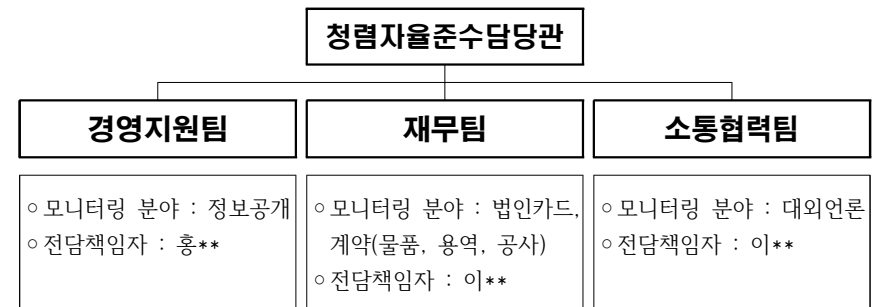 청렴자율준수담당관
경영지원팀
재무팀
소통협력팀
○ 모니터링 분야 : 정보공개
○ 전담책임자 : 홍**
○ 모니터링 분야 : 법인카드,
계약(물품, 용역, 공사)
○ 전담책임자 : 이**
○ 모니터링 분야 : 대외언론
○ 전담책임자 : 이**